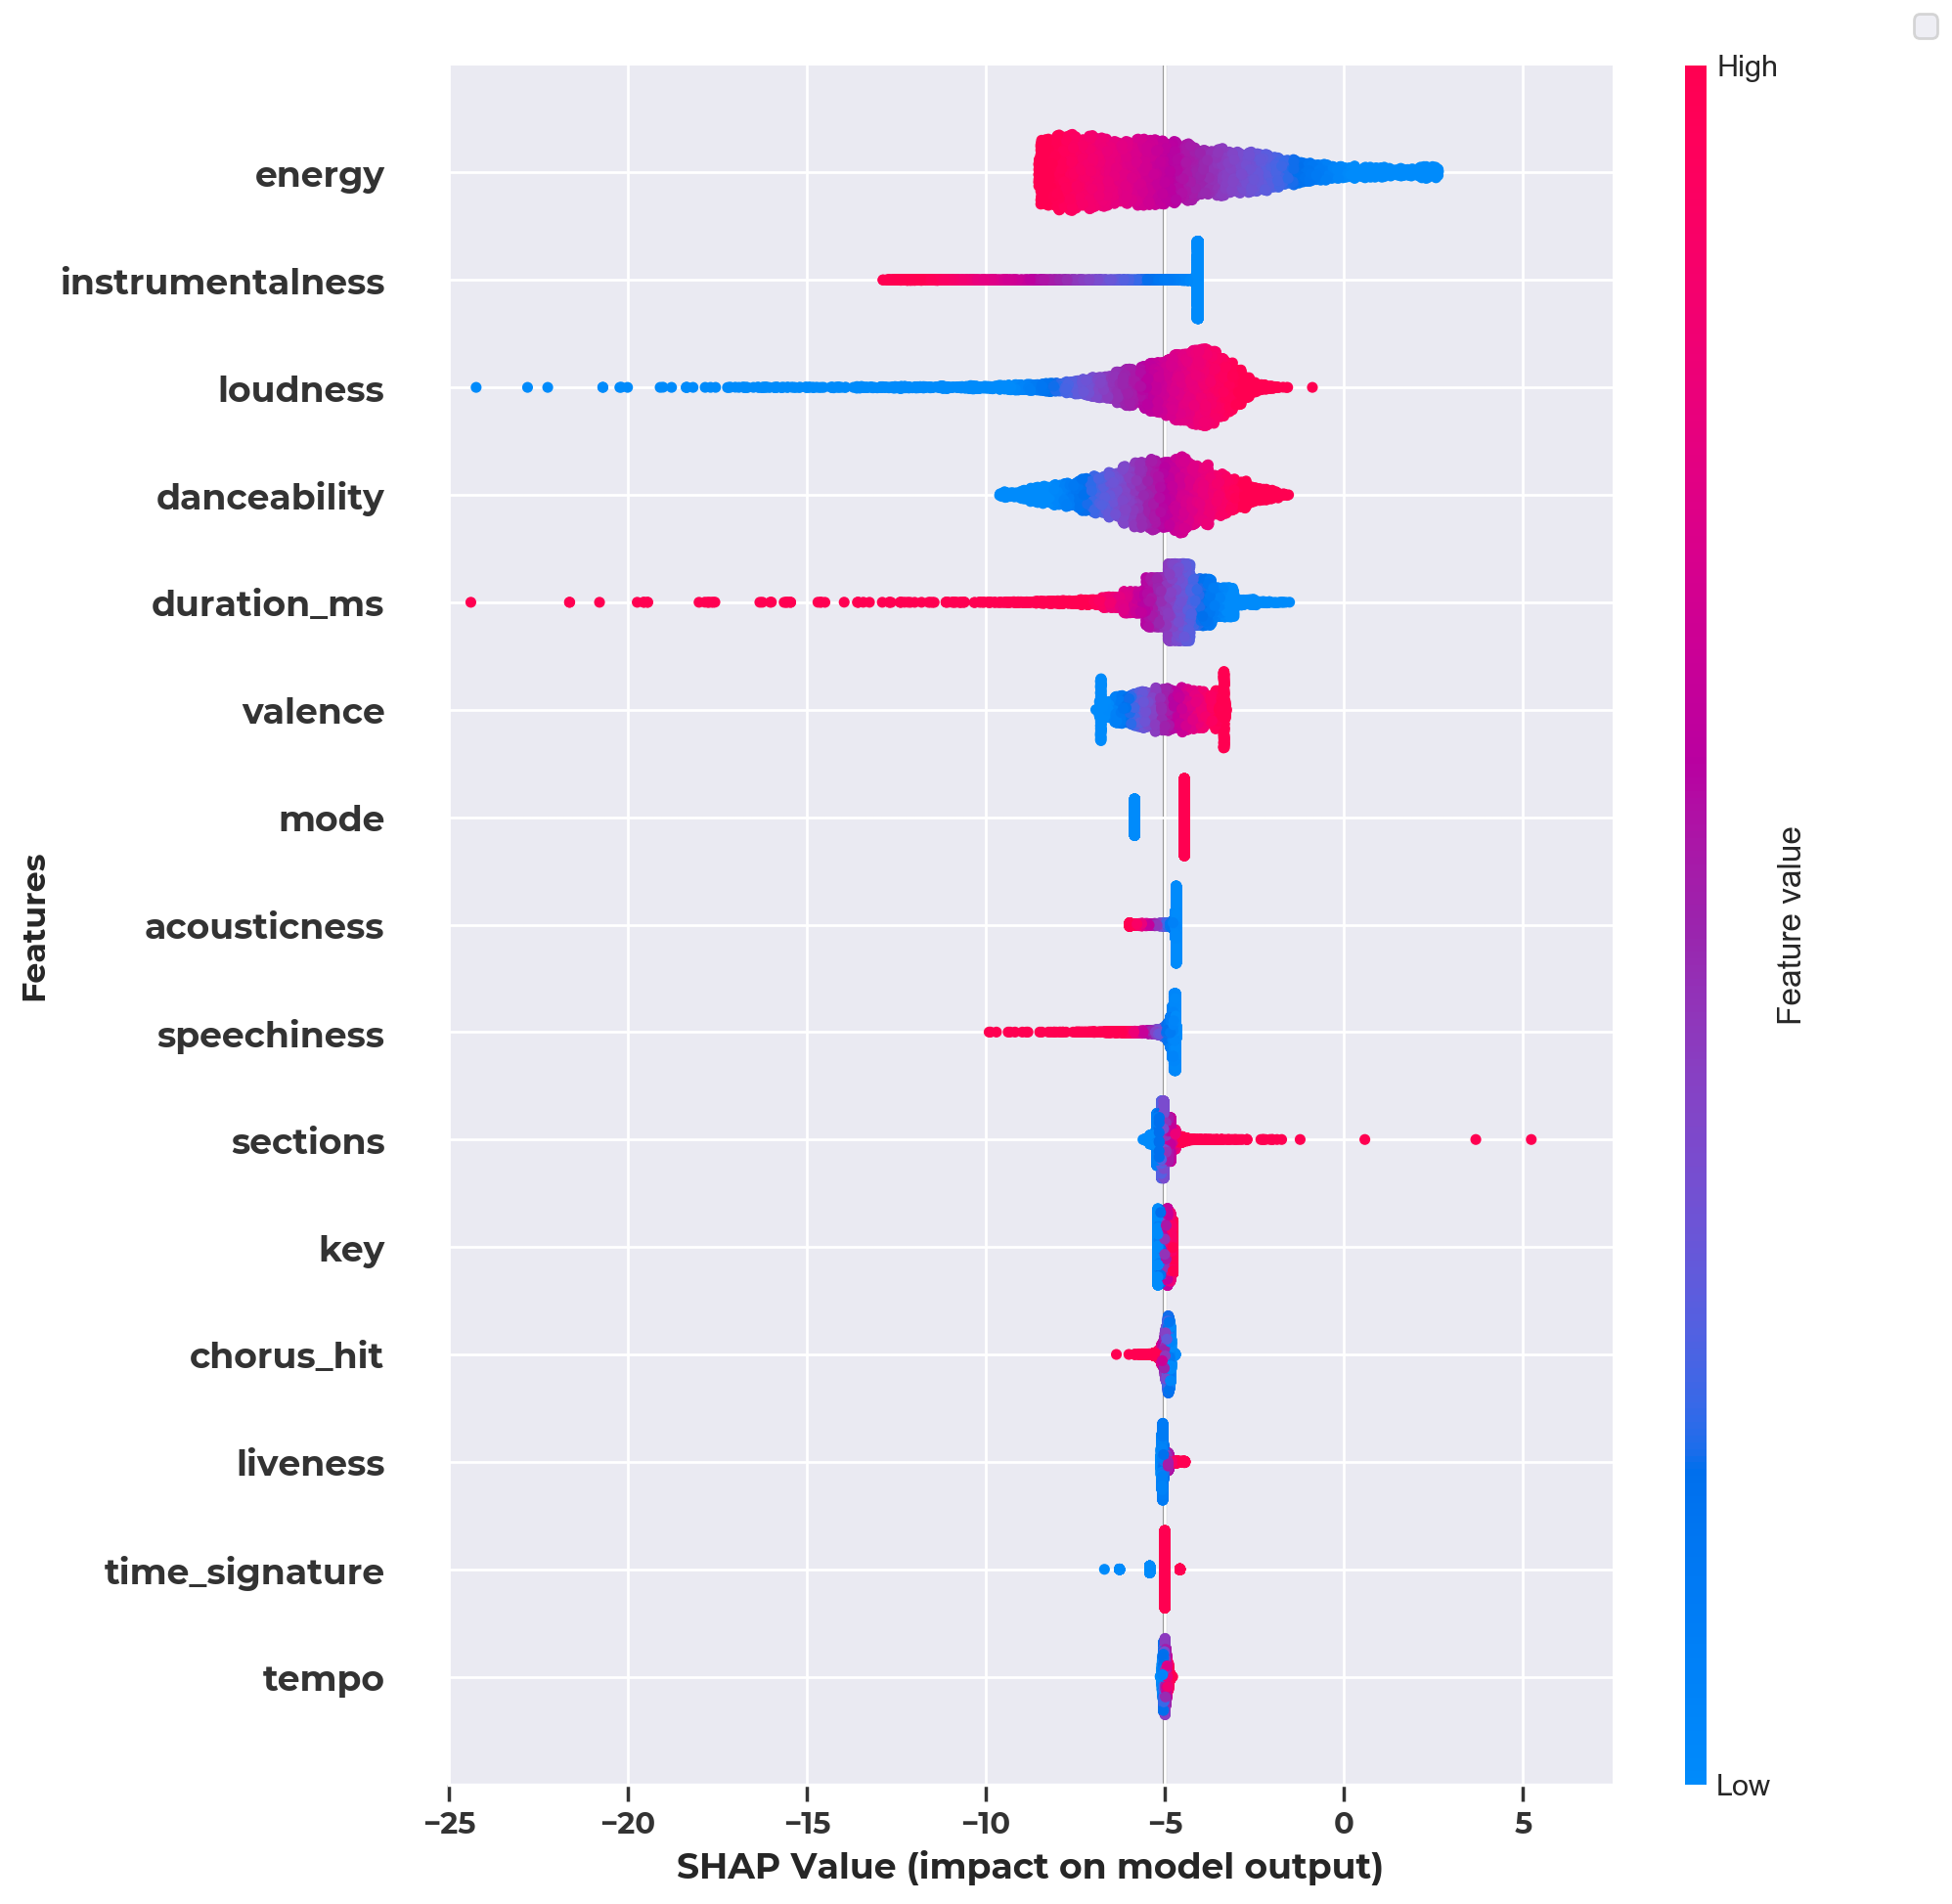 High
energy
instrumentalness
loudness
danceability
duration_ms
valence
mode
acousticness
speechiness
sections
key
chorus_hit
liveness
time_signature
tempo
Features
Feature value
Low
−25 −20 −15 −10 −5 0 5
SHAP Value (impact on model output)